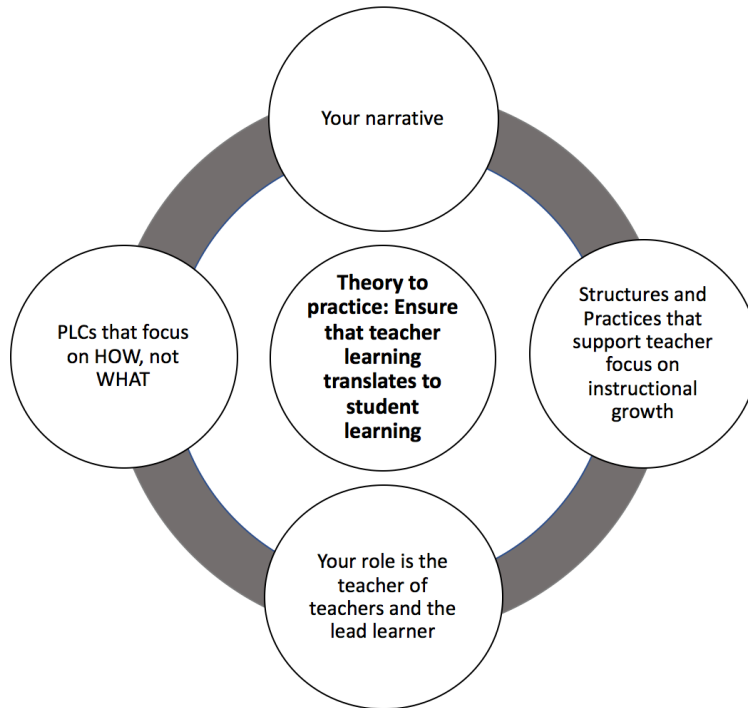 Your narrative
Theory to
practice: Ensure
that teacher
learning
translates to
student
learning
Structures and
Practices that
support teacher
focus on
instructional
growth
PLCs that focus
on HOW, not
WHAT
Your role is the
teacher of
teachers and the
lead learner